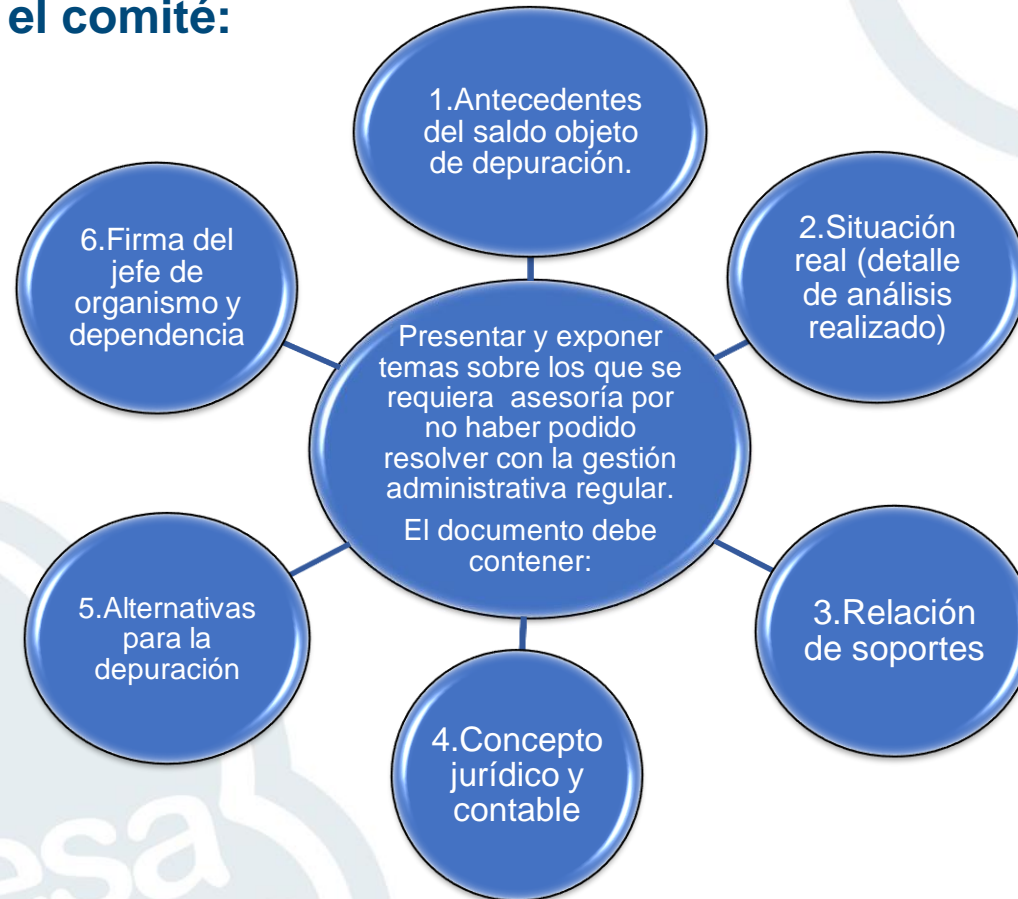 el comité:
1.Antecedentes
del saldo objeto
de depuración.
2.Situación
real (detalle
de análisis
realizado)
3.Relación
de soportes
4.Concepto
jurídico y
contable
5.Alternativas
para la
depuración
6.Firma del
jefe de
organismo y
dependencia
Presentar y exponer
temas sobre los que se
requiera asesoría por
no haber podido
resolver con la gestión
administrativa regular.
El documento debe
contener: